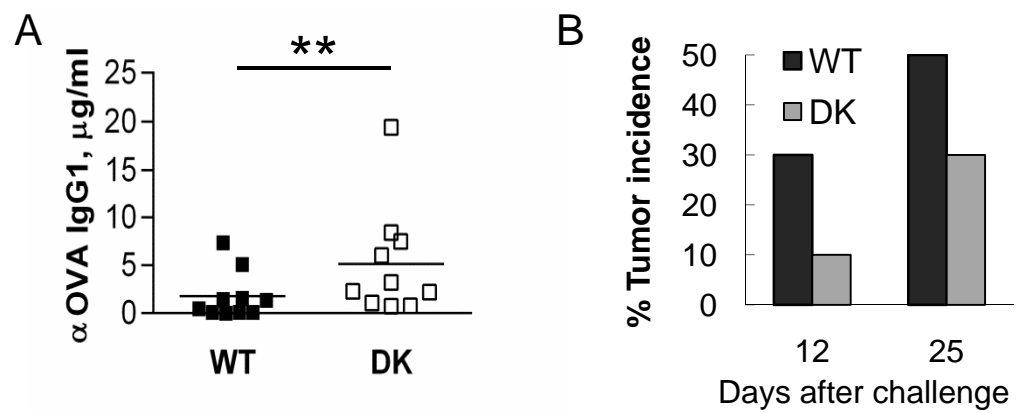 A
**
α OVA IgG1, μg/ml
25
20
15
10
5
0
WT
DK
B
% Tumor incidence
50
40
30
20
10
0
WT
DK
12
25
Days after challenge